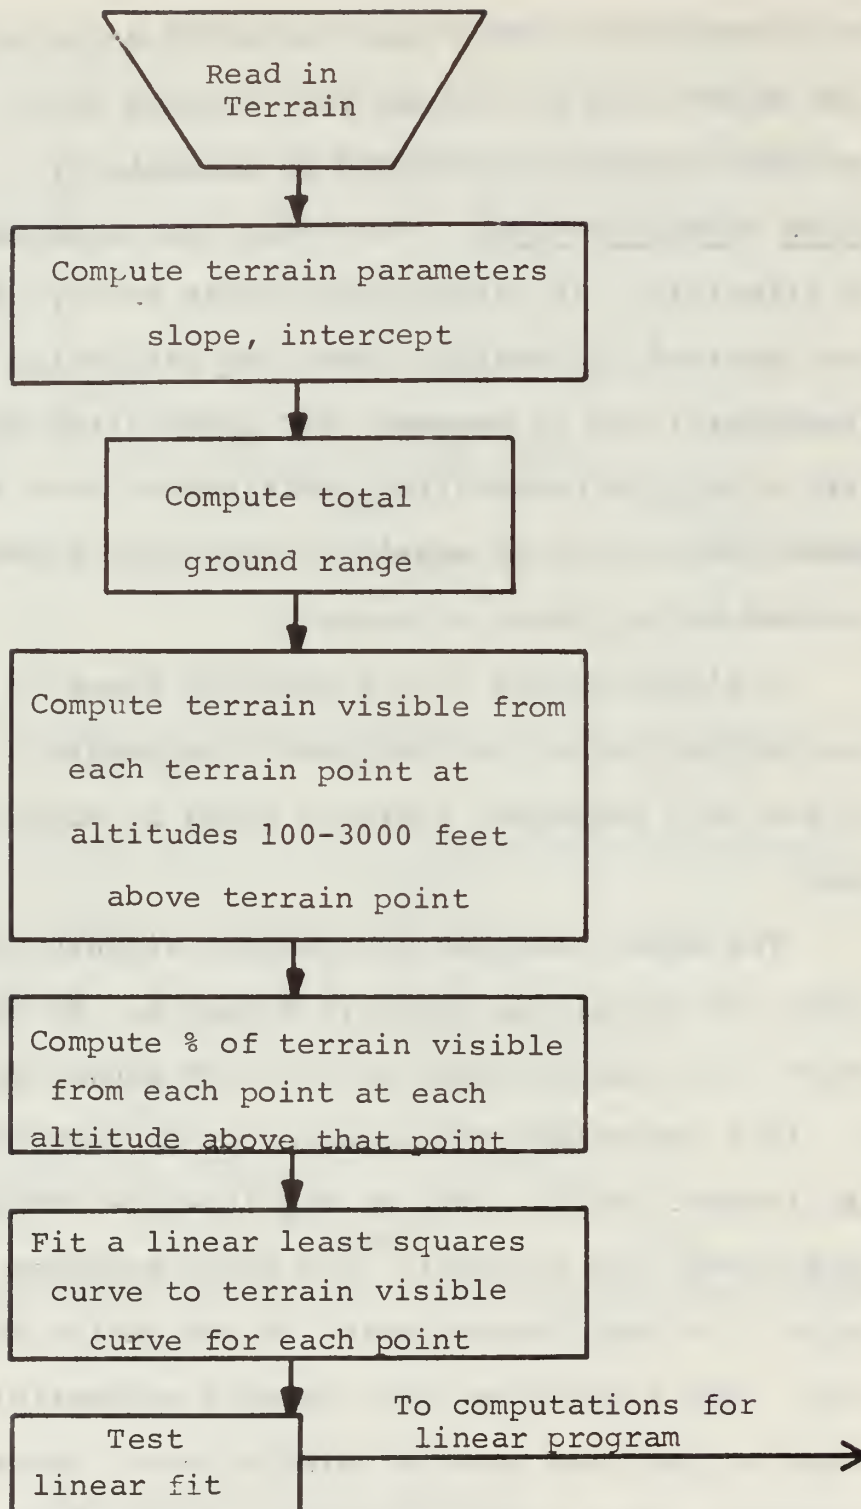 Read in
Terrain
Compute terrain parameters
slope, intercept
Compute total
ground range
Compute terrain visible from
each terrain point at
altitudes 100-3000 feet
above terrain point
Compute % of terrain visible
from each point at each
altitude above that point
Fit a linear least squares
curve to terrain visible
curve for each point
To computations for
linear program
Test
linear fit